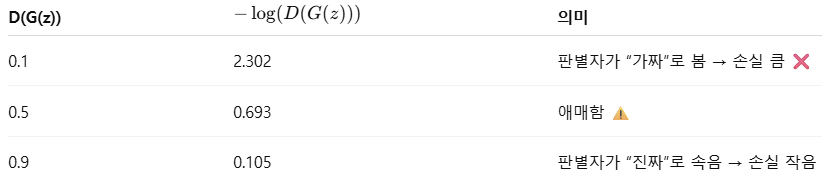 D(G(z)) − log(D(G(z))) 의미
0.1 2.302 판별자가 “가짜”로 봄 → 손실 큼 ❌
0.5 0.693 애매함 ⚠️
0.9 0.105 판별자가 “진짜”로 속음 → 손실 작음